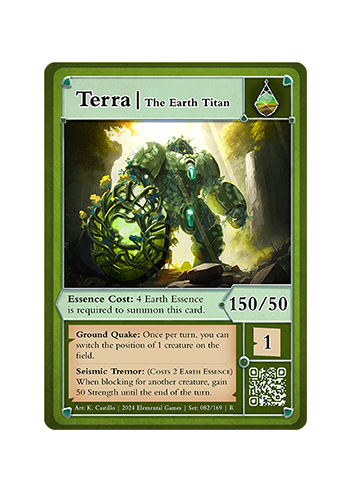 Terra | The Earth Titan
Essence Cost: 4 Earth Essence
is required to summon this card.
150/50
Ground Quake: Once per turn, you can
switch the position of 1 creature on the
field.
1
Seismic Tremor: (Costs 2 Earth Essence)
When blocking for another creature, gain
50 Strength until the end of the turn.
Art: K. Castillo | 2024 Elemental Games | Set: 082/169 | R